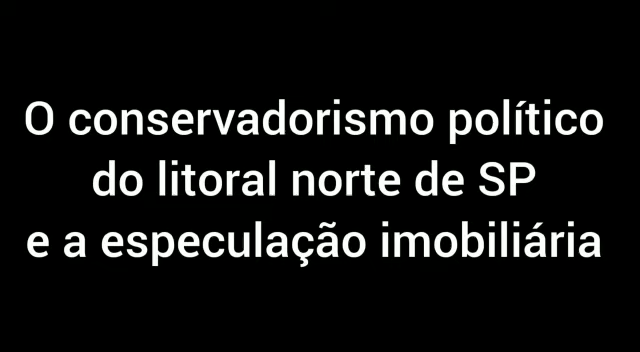 O conservadorismo político
do litoral norte de SP
e a especulação imobiliária